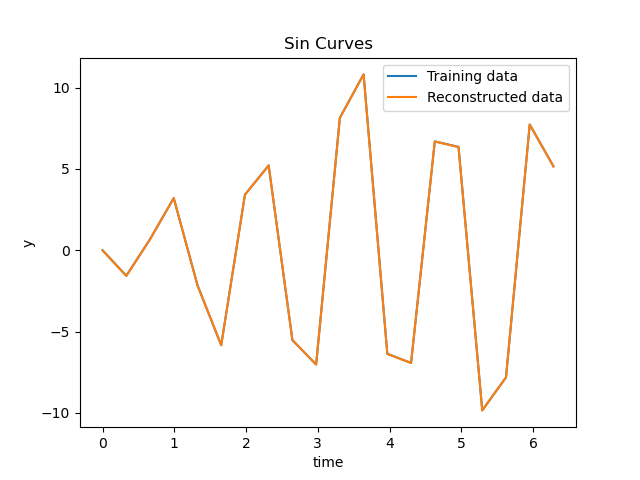 Sin Curves
Training data
Reconstructed data
y
10
5
0
−5
−10
0 1 2 3 4 5 6
time